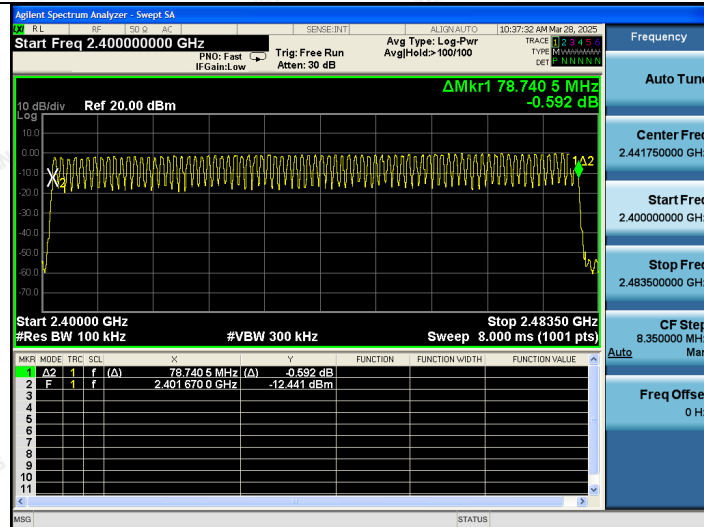 Agilent Spectrum Analyzer - Swept SA
LXI RL RF 50 Ω AC SENSE:INT ALIGN AUTO 10:37:32 AM Mar 28, 2025
Start Freq 2.400000000 GHz
PNO: Fast
IFGain:Low
Trig: Free Run
Atten: 30 dB
Avg Type: Log-Pwr
Avg|Hold:>100/100
TRACE 1 2 3 4 5 6
TYPE M
DET P N N N N N
ΔMkr1 78.740 5 MHz
-0.592 dB
10 dB/div Ref 20.00 dBm
Log
10.0
0.00
-10.0
-20.0
-30.0
-40.0
-50.0
-60.0
-70.0
2
1Δ2
Start 2.40000 GHz Stop 2.48350 GHz
#Res BW 100 kHz #VBW 300 kHz Sweep 8.000 ms (1001 pts)
MKR MODE TRC SCL X Y FUNCTION FUNCTION WIDTH FUNCTION VALUE
1 Δ2 1 f (Δ) 78.740 5 MHz (Δ) -0.592 dB
2 F 1 f 2.401 670 0 GHz -12.441 dBm
3
4
5
6
7
8
9
10
11
MSG STATUS
Frequency
Auto Tune
Center Freq
2.441750000 GHz
Start Freq
2.400000000 GHz
Stop Freq
2.483500000 GHz
CF Step
8.350000 MHz
Auto Man
Freq Offset
0 Hz